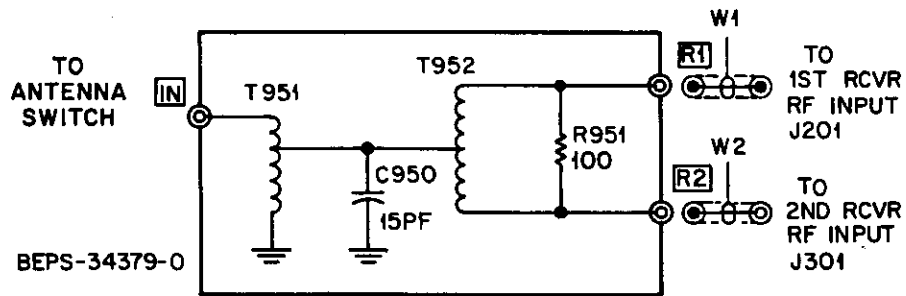 TO
ANTENNA
SWITCH
IN
T951
T952
C950
15PF
R951
100
R1
W1
TO
1ST RCVR
RF INPUT
J201
R2
W2
TO
2ND RCVR
RF INPUT
J301
BEPS-34379-0